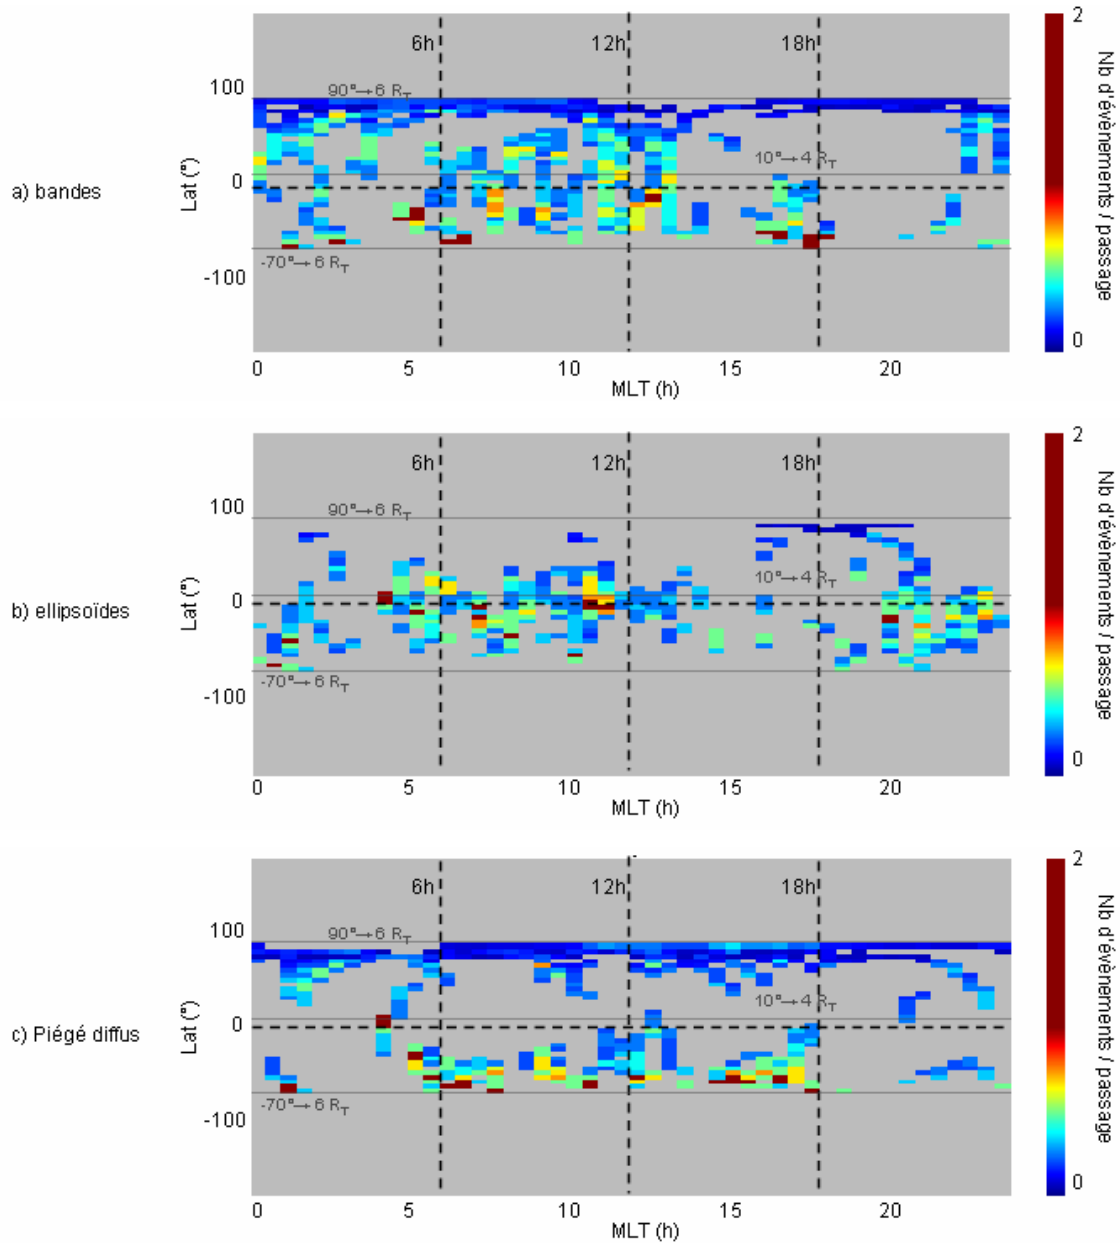 2
6h
12h
18h
100
90°→6 R_T
10°→4 R_T
0
Lat (°)
a) bandes
-70°→6 R_T
-100
0
Nb d'évènements / passage
0 5 10 15 20
MLT (h)
2
6h
12h
18h
100
90°→6 R_T
10°→4 R_T
0
Lat (°)
b) ellipsoïdes
-70°→6 R_T
-100
0
Nb d'évènements / passage
0 5 10 15 20
MLT (h)
2
6h
12h
18h
100
90°→6 R_T
10°→4 R_T
0
Lat (°)
c) Piégé diffus
-70°→6 R_T
-100
0
Nb d'évènements / passage
0 5 10 15 20
MLT (h)